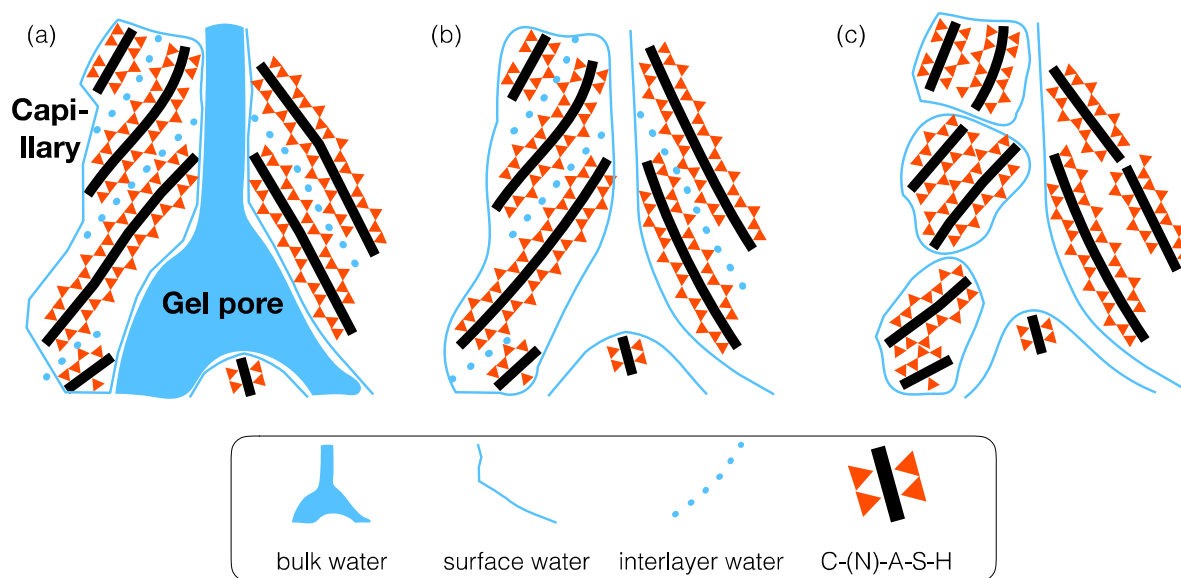 (a)
(b)
(c)
Capi-
llary
Gel pore
bulk water
surface water
interlayer water
C-(N)-A-S-H